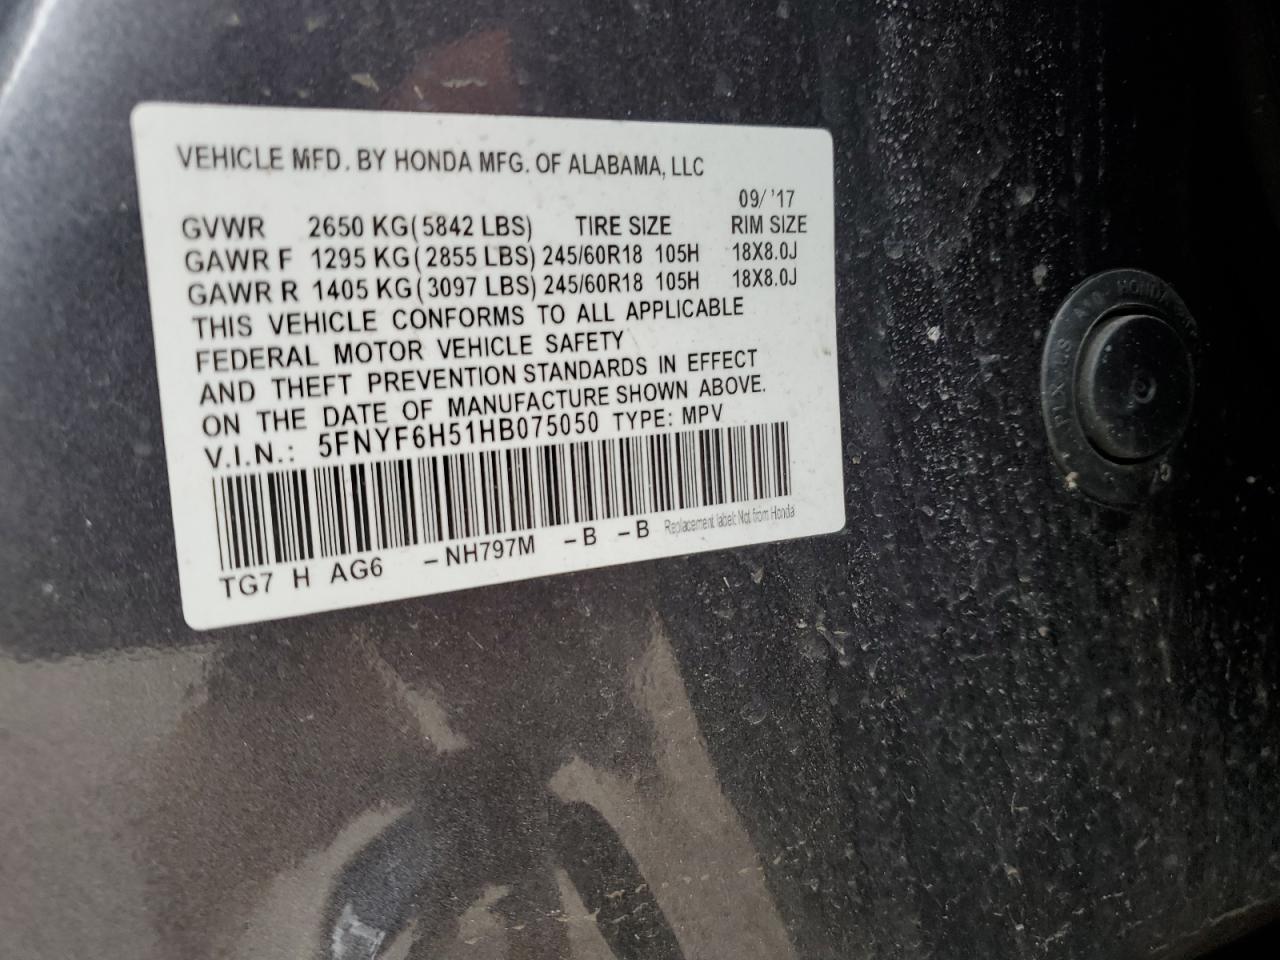 VEHICLE MFD. BY HONDA MFG. OF ALABAMA, LLC
09/ '17
GVWR 2650 KG(5842 LBS) TIRE SIZE RIM SIZE
GAWR F 1295 KG(2855 LBS) 245/60R18 105H 18X8.0J
GAWR R 1405 KG(3097 LBS) 245/60R18 105H 18X8.0J
THIS VEHICLE CONFORMS TO ALL APPLICABLE
FEDERAL MOTOR VEHICLE SAFETY
AND THEFT PREVENTION STANDARDS IN EFFECT
ON THE DATE OF MANUFACTURE SHOWN ABOVE.
V.I.N.: 5FNYF6H51HB075050 TYPE: MPV
Replacement label: Not from Honda
TG7 H AG6 -NH797M -B -B
HONDA